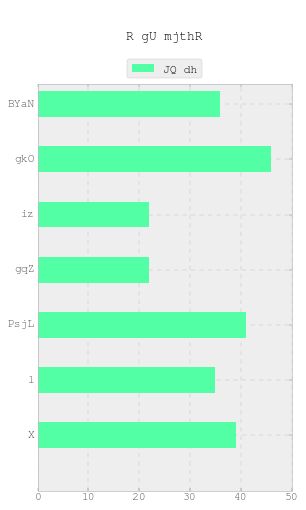 R gU mjthR
JQ dh
BYaN
gkO
iz
gqZ
PsjL
l
X
0 10 20 30 40 50